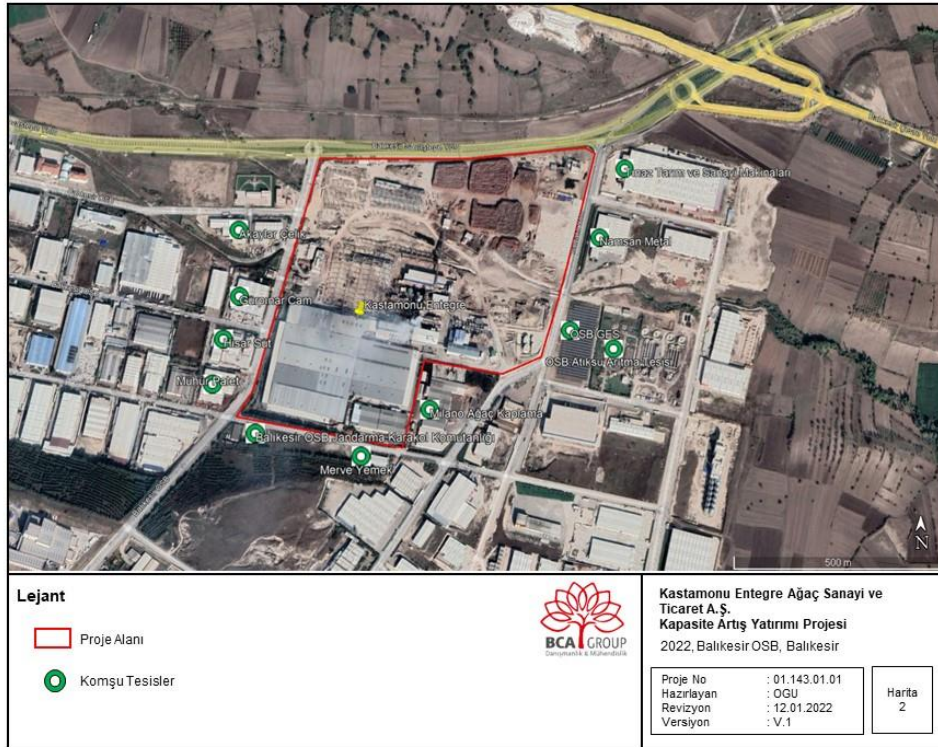 Akaylar Çelik
Gürpınar Cam
Hisar Süt
Mühür Palet
Kastamonu Entegre
Namsan Metal
OSB GES
OSB Atıksu Arıtma Tesisi
Milano Ağaç Kaplama
Balıkesir OSB Jandarma Karakol Komutanlığı
Merve Yemek
Tarım ve Sanayi Makinaları
N
500 m
Lejant
Proje Alanı
Komşu Tesisler
BCA GROUP
Danışmanlık & Mühendislik
Kastamonu Entegre Ağaç Sanayi ve
Ticaret A.Ş.
Kapasite Artış Yatırımı Projesi
2022, Balıkesir OSB, Balıkesir
Proje No : 01.143.01.01
Hazırlayan : OGU
Revizyon : 12.01.2022
Versiyon : V.1
Harita
2